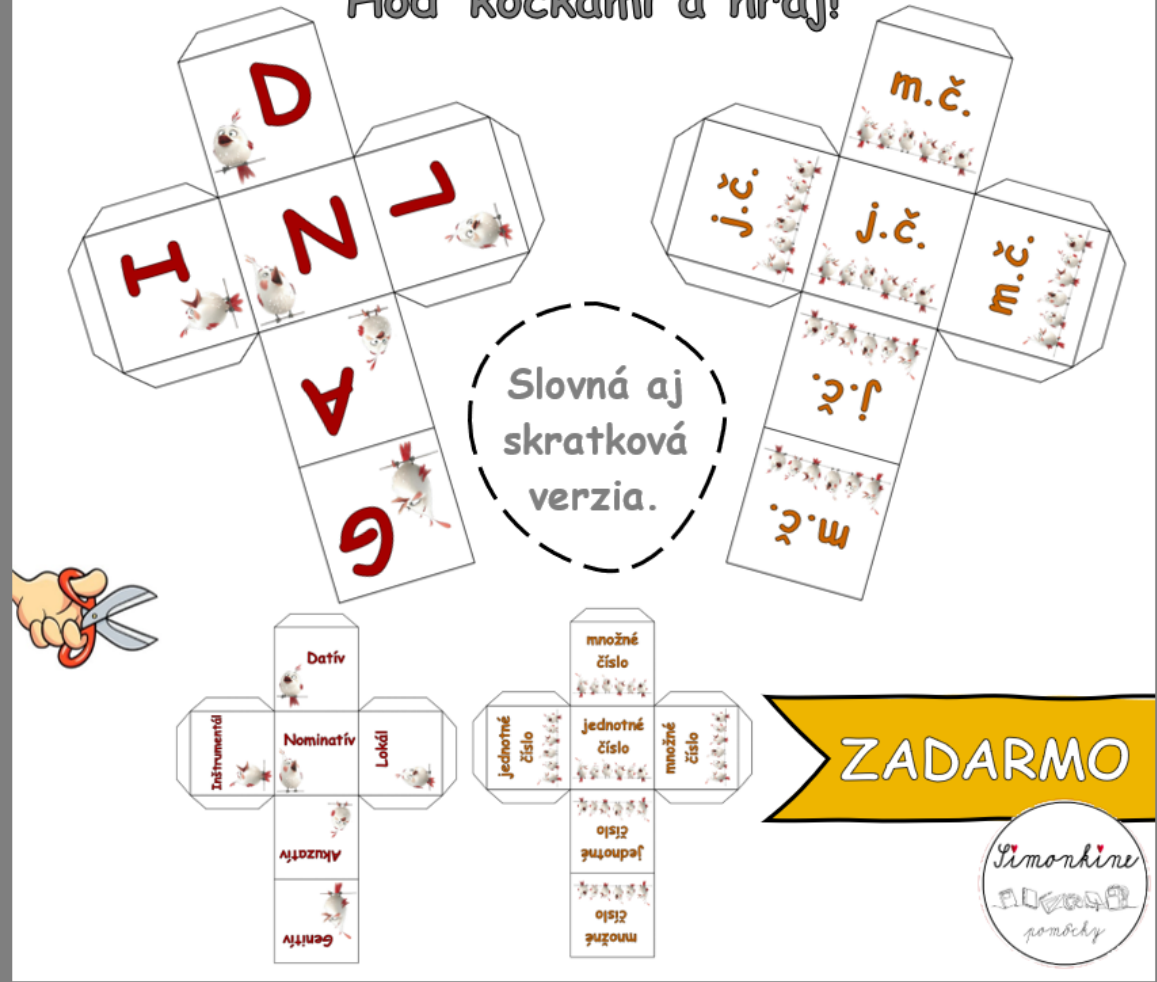 Hoď kockami a hraj!
D
I
N
L
A
G
m.č.
j.č.
j.č.
m.č.
j.č.
m.č.
Slovná aj
skratková
verzia.
Datív
Inštrumentál
Nominatív
Lokál
Akuzatív
Genitív
množné
číslo
jednotné
číslo
jednotné
číslo
množné
číslo
jednotné
číslo
množné
číslo
ZADARMO
Simonkine
pomôcky